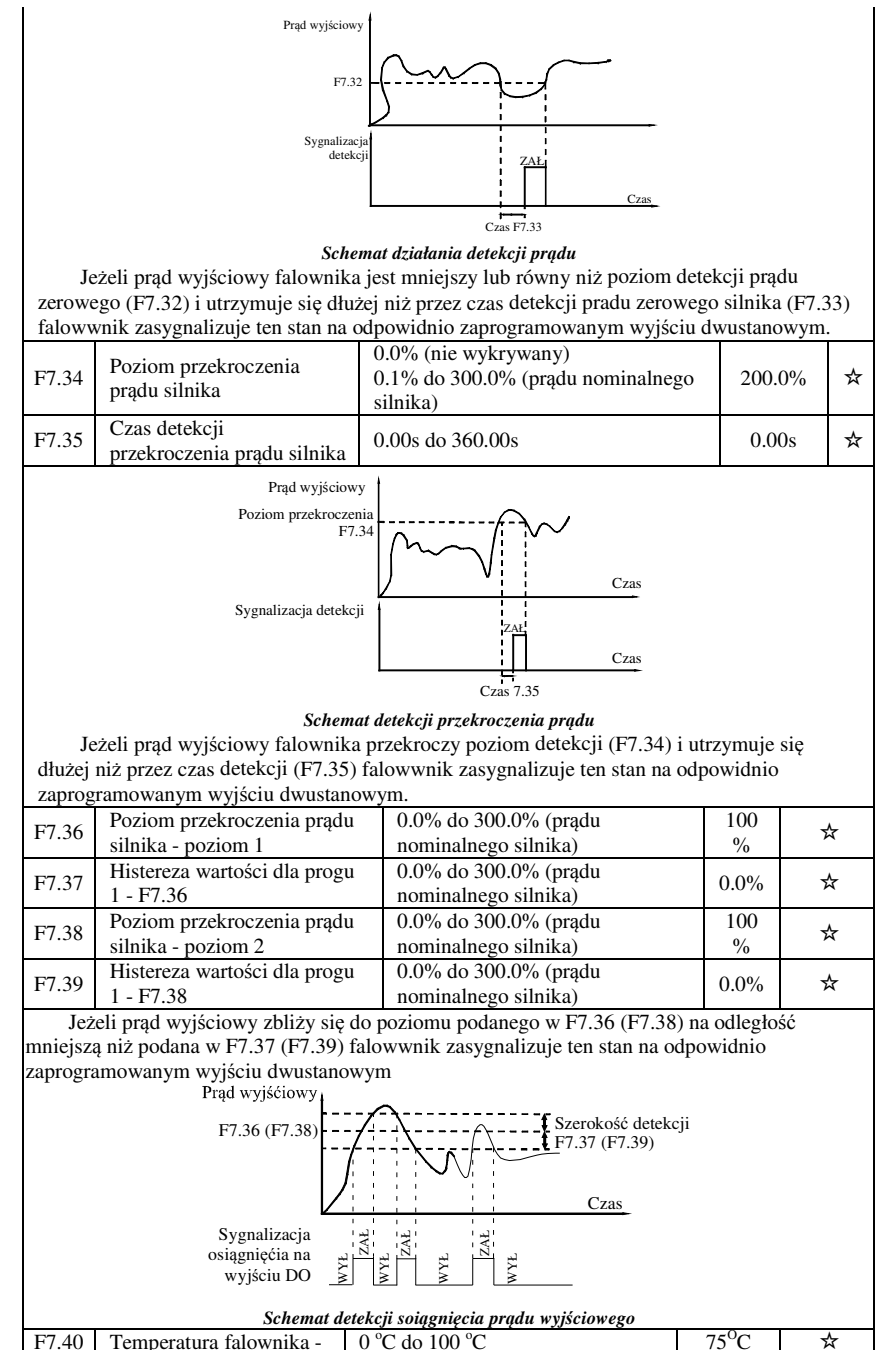 Prąd wyjściowy
F7.32
Sygnalizacja
detekcji
ZAŁ
Czas
Czas F7.33
Schemat działania detekcji prądu
Jeżeli prąd wyjściowy falownika jest mniejszy lub równy niż poziom detekcji prądu
zerowego (F7.32) i utrzymuje się dłużej niż przez czas detekcji pradu zerowego silnika (F7.33)
falowwnik zasygnalizuje ten stan na odpowidnio zaprogramowanym wyjściu dwustanowym.
F7.34 Poziom przekroczenia prądu silnika 0.0% (nie wykrywany) 0.1% do 300.0% (prądu nominalnego silnika) 200.0% ☆
F7.35 Czas detekcji przekroczenia prądu silnika 0.00s do 360.00s 0.00s ☆
Prąd wyjściowy
Poziom przekroczenia
F7.34
Czas
Sygnalizacja detekcji
ZAŁ
Czas
Czas 7.35
Schemat detekcji przekroczenia prądu
Jeżeli prąd wyjściowy falownika przekroczy poziom detekcji (F7.34) i utrzymuje się
dłużej niż przez czas detekcji (F7.35) falowwnik zasygnalizuje ten stan na odpowidnio
zaprogramowanym wyjściu dwustanowym.
F7.36 Poziom przekroczenia prądu silnika - poziom 1 0.0% do 300.0% (prądu nominalnego silnika) 100 % ☆
F7.37 Histereza wartości dla progu 1 - F7.36 0.0% do 300.0% (prądu nominalnego silnika) 0.0% ☆
F7.38 Poziom przekroczenia prądu silnika - poziom 2 0.0% do 300.0% (prądu nominalnego silnika) 100 % ☆
F7.39 Histereza wartości dla progu 1 - F7.38 0.0% do 300.0% (prądu nominalnego silnika) 0.0% ☆
Jeżeli prąd wyjściowy zbliży się do poziomu podanego w F7.36 (F7.38) na odległość
mniejszą niż podana w F7.37 (F7.39) falowwnik zasygnalizuje ten stan na odpowidnio
zaprogramowanym wyjściu dwustanowym
Prąd wyjśćiowy
F7.36 (F7.38)
Szerokość detekcji
F7.37 (F7.39)
Czas
Sygnalizacja
osiągnięćia na
wyjściu DO
WYŁ ZAŁ WYŁ ZAŁ WYŁ ZAŁ WYŁ
Schemat detekcji soiągnięcia prądu wyjściowego
F7.40 Temperatura falownika - 0 °C do 100 °C 75°C ☆